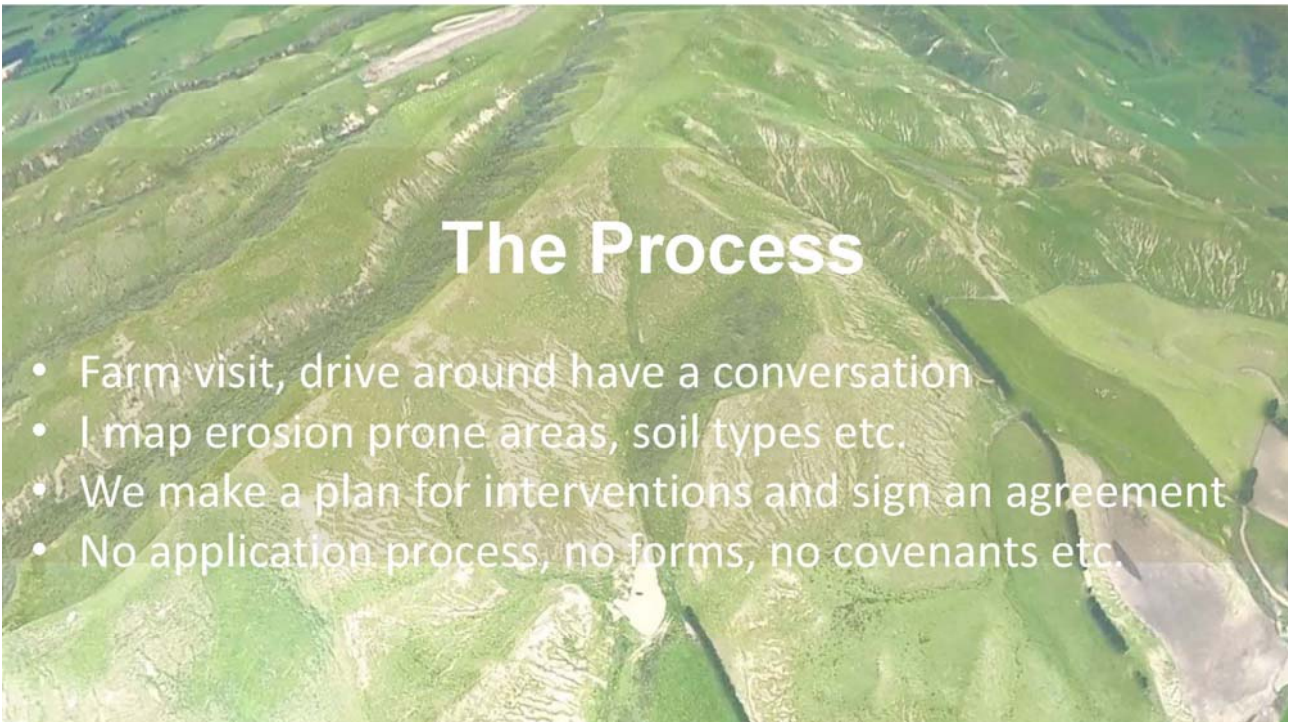 The Process
• Farm visit, drive around have a conversation
• I map erosion prone areas, soil types etc.
• We make a plan for interventions and sign an agreement
• No application process, no forms, no covenants etc.